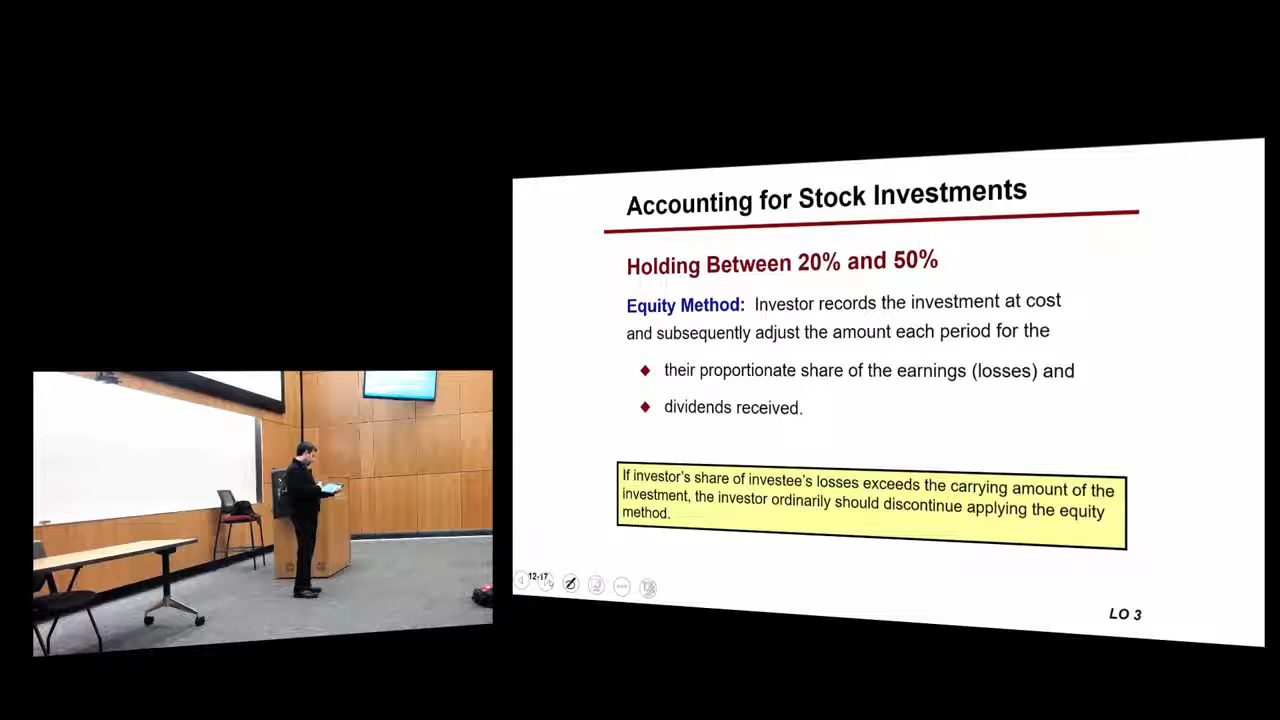 Accounting for Stock Investments
Holding Between 20% and 50%
Equity Method: Investor records the investment at cost
and subsequently adjust the amount each period for the
their proportionate share of the earnings (losses) and
dividends received.
If investor's share of investee's losses exceeds the carrying amount of the
investment, the investor ordinarily should discontinue applying the equity
method.
12-17
LO 3